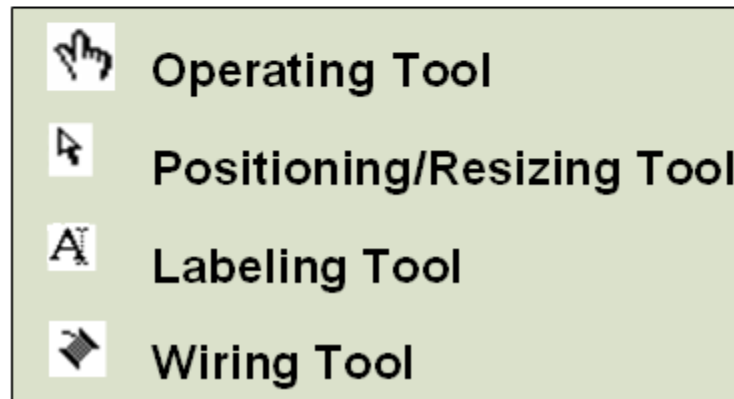 Operating Tool
Positioning/Resizing Tool
Labeling Tool
Wiring Tool